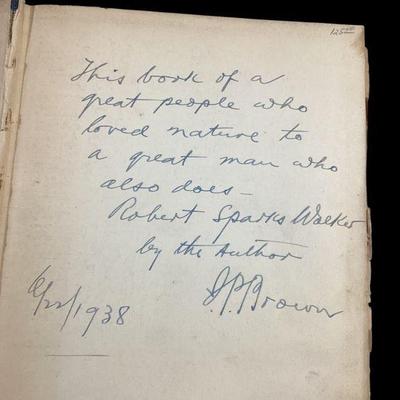 This book of a
great people who
loved nature to
a great man who
also does –
Robert Sparks Walker
by the Author
J.P. Brown
6/22/1938